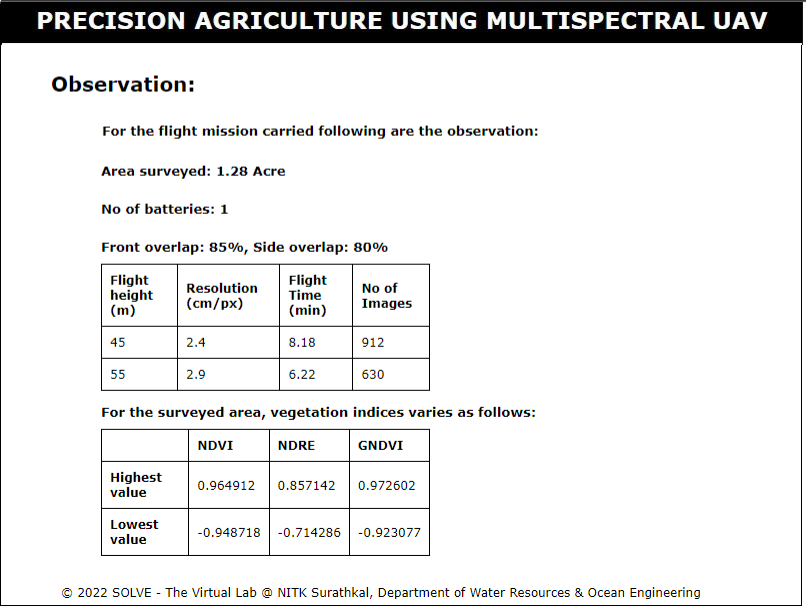 PRECISION AGRICULTURE USING MULTISPECTRAL UAV
Observation:
For the flight mission carried following are the observation:
Area surveyed: 1.28 Acre
No of batteries: 1
Front overlap: 85%, Side overlap: 80%
Flight height (m) Resolution (cm/px) Flight Time (min) No of Images
45 2.4 8.18 912
55 2.9 6.22 630
For the surveyed area, vegetation indices varies as follows:
NDVI NDRE GNDVI
Highest value 0.964912 0.857142 0.972602
Lowest value -0.948718 -0.714286 -0.923077
© 2022 SOLVE - The Virtual Lab @ NITK Surathkal, Department of Water Resources & Ocean Engineering